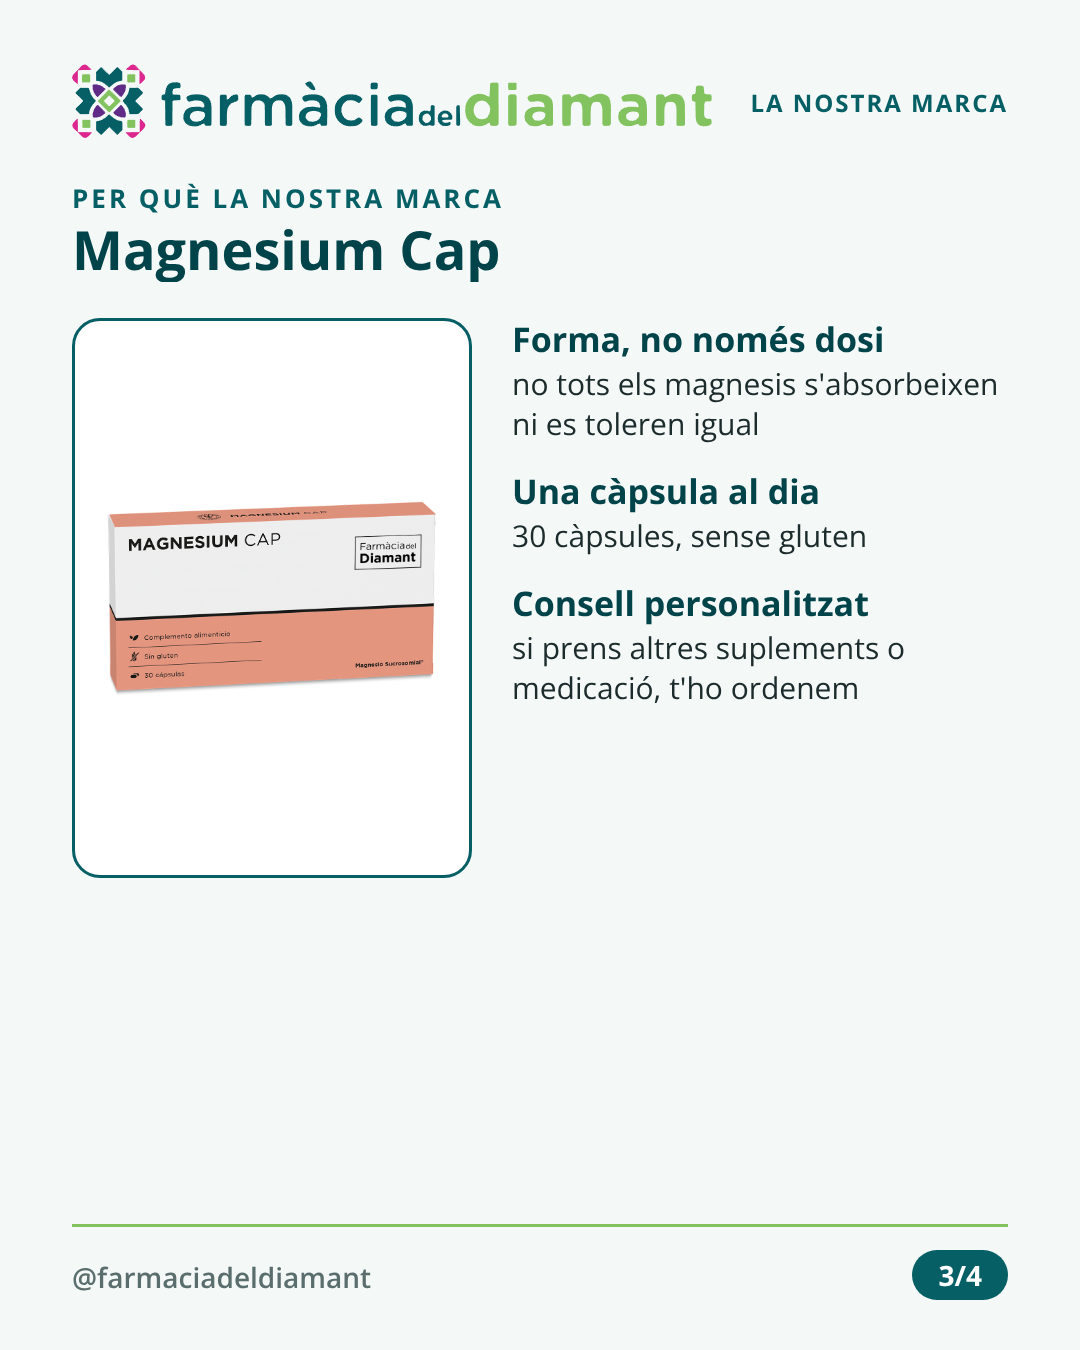 farmàciadeldiamant
LA NOSTRA MARCA
PER QUÈ LA NOSTRA MARCA
Magnesium Cap
MAGNESIUM CAP
MAGNESIUM CAP
Farmàciadel
Diamant
Complemento alimenticio
Sin gluten
30 cápsulas
Magnesio Sucrosomial®
Forma, no només dosi
no tots els magnesis s'absorbeixen
ni es toleren igual
Una càpsula al dia
30 càpsules, sense gluten
Consell personalitzat
si prens altres suplements o
medicació, t'ho ordenem
@farmaciadeldiamant
3/4